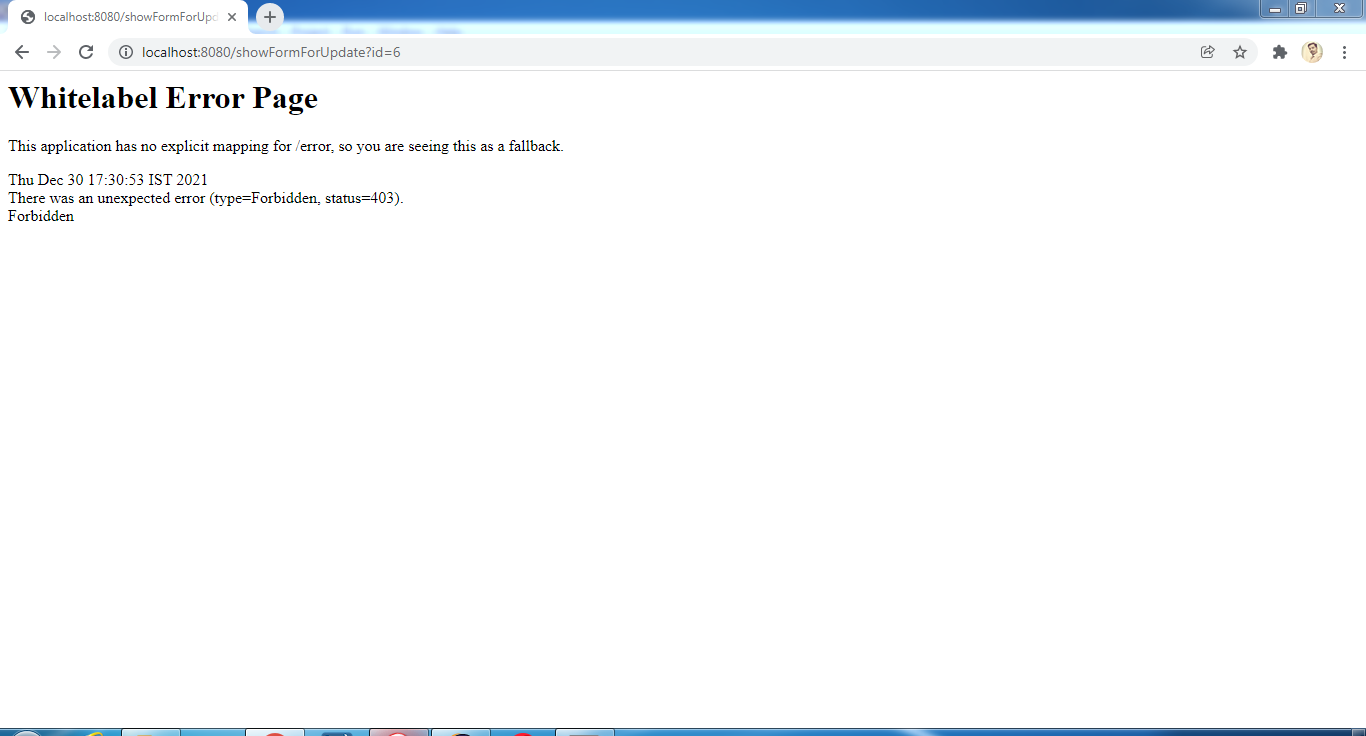 localhost:8080/showFormForUpd
localhost:8080/showFormForUpdate?id=6
Whitelabel Error Page
This application has no explicit mapping for /error, so you are seeing this as a fallback.
Thu Dec 30 17:30:53 IST 2021
There was an unexpected error (type=Forbidden, status=403).
Forbidden